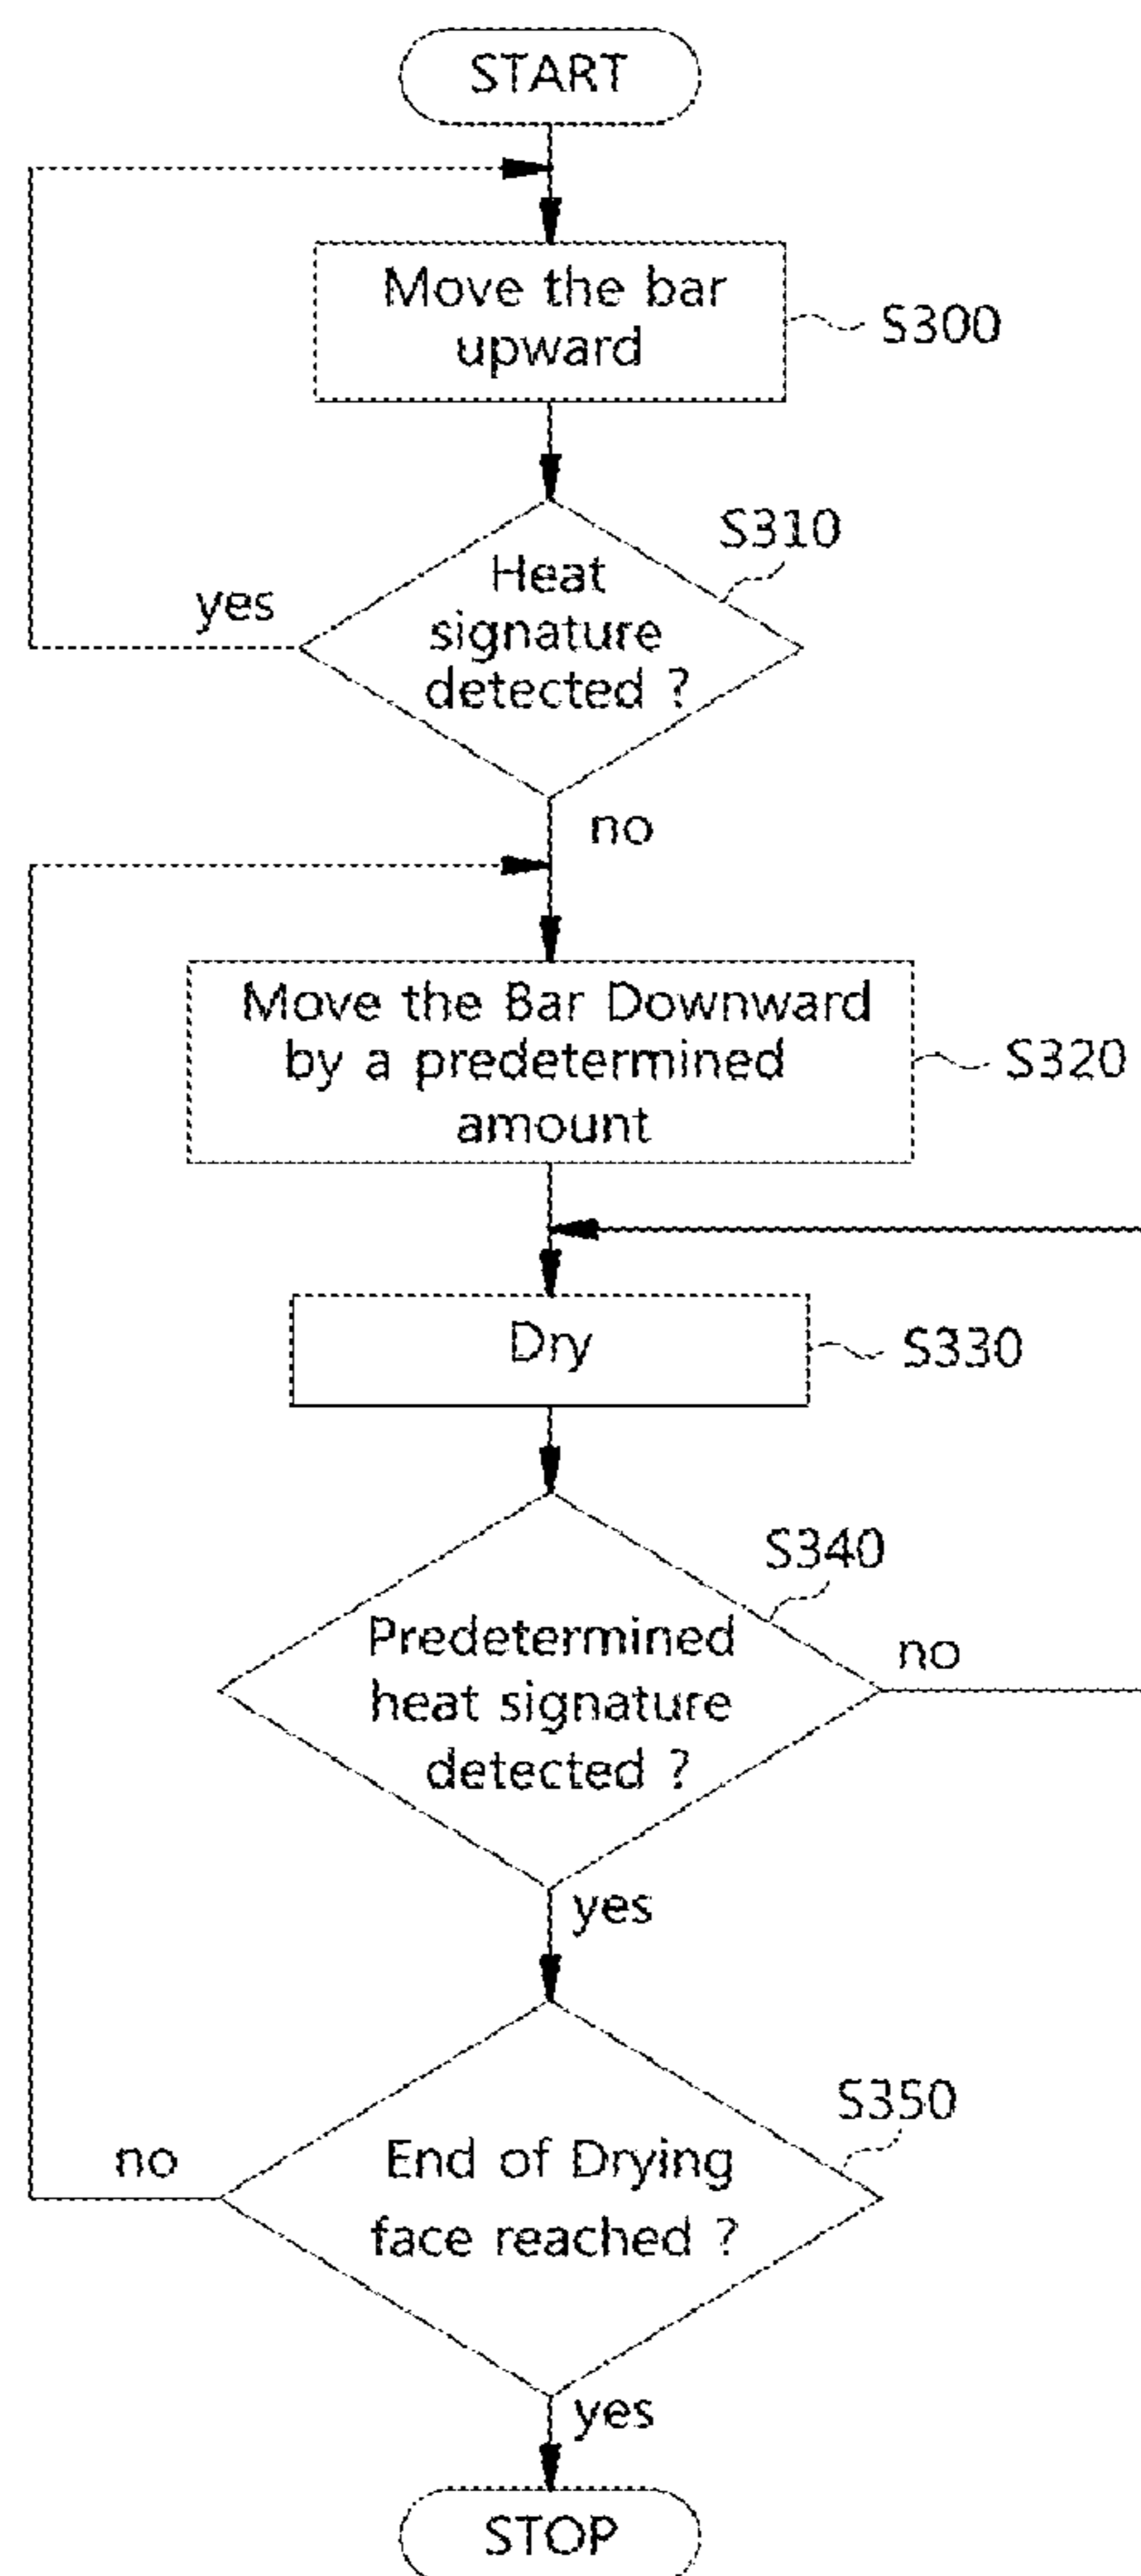 START
Move the bar
upward
S300
S310
Heat
signature
detected ?
yes
no
Move the Bar Downward
by a predetermined
amount
S320
Dry
S330
S340
Predetermined
heat signature
detected ?
no
yes
S350
End of Drying
face reached ?
no
yes
STOP